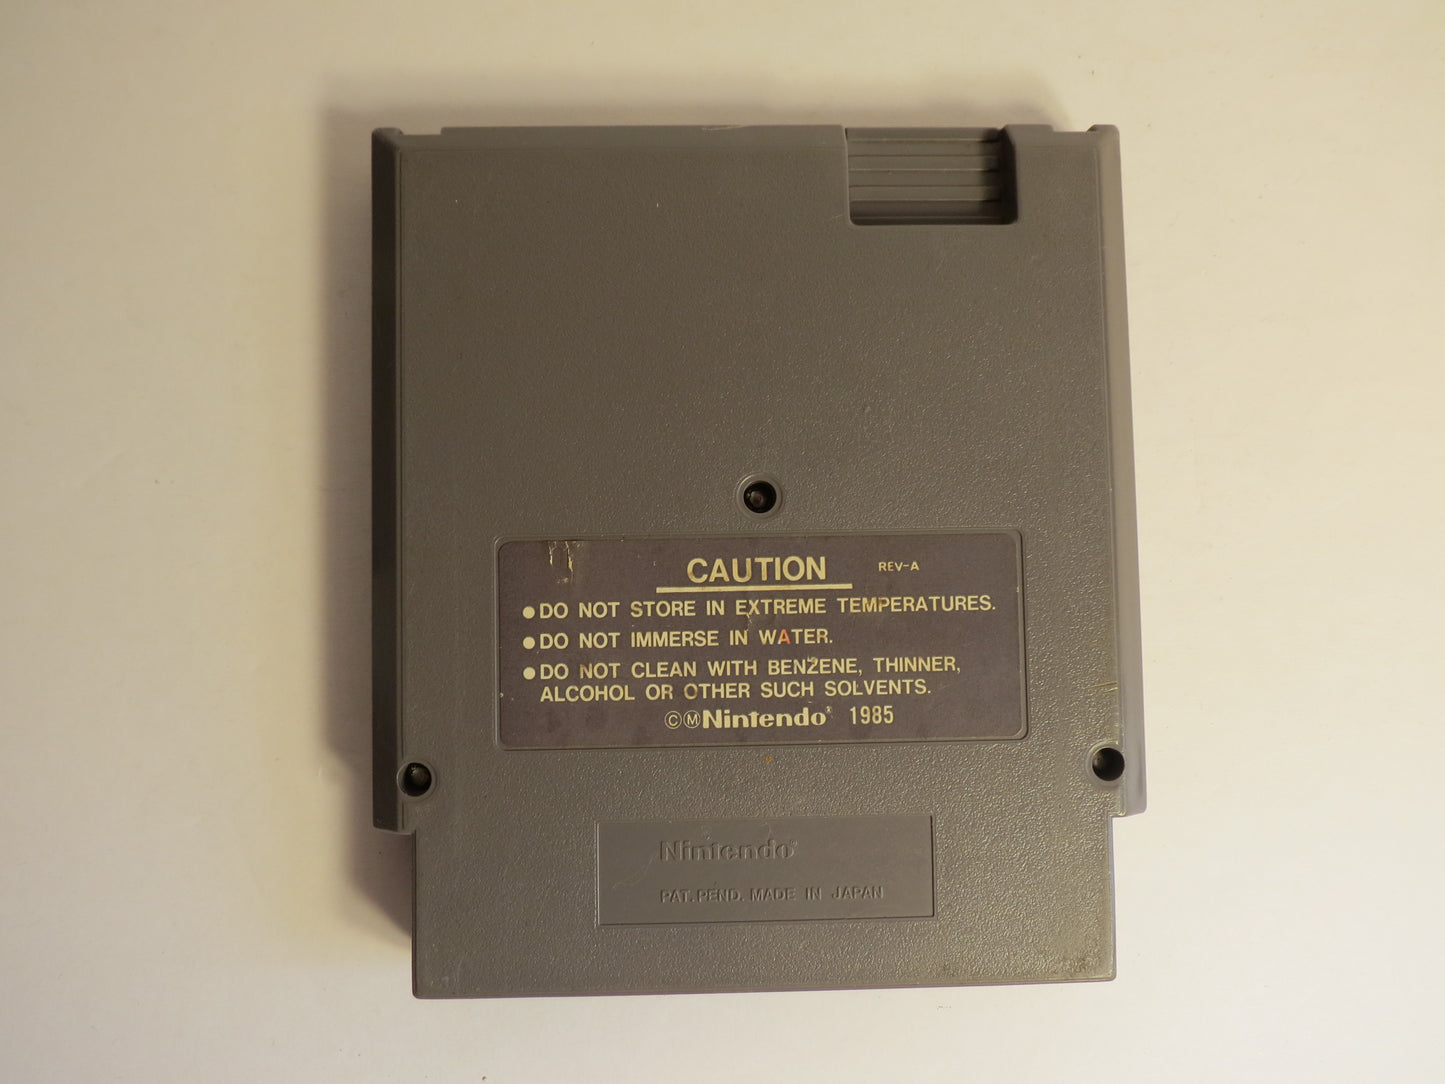 CAUTION REV-A
●DO NOT STORE IN EXTREME TEMPERATURES.
●DO NOT IMMERSE IN WATER.
●DO NOT CLEAN WITH BENZENE, THINNER,
ALCOHOL OR OTHER SUCH SOLVENTS.
©ⓂNintendo® 1985
Nintendo®
PAT. PEND. MADE IN JAPAN